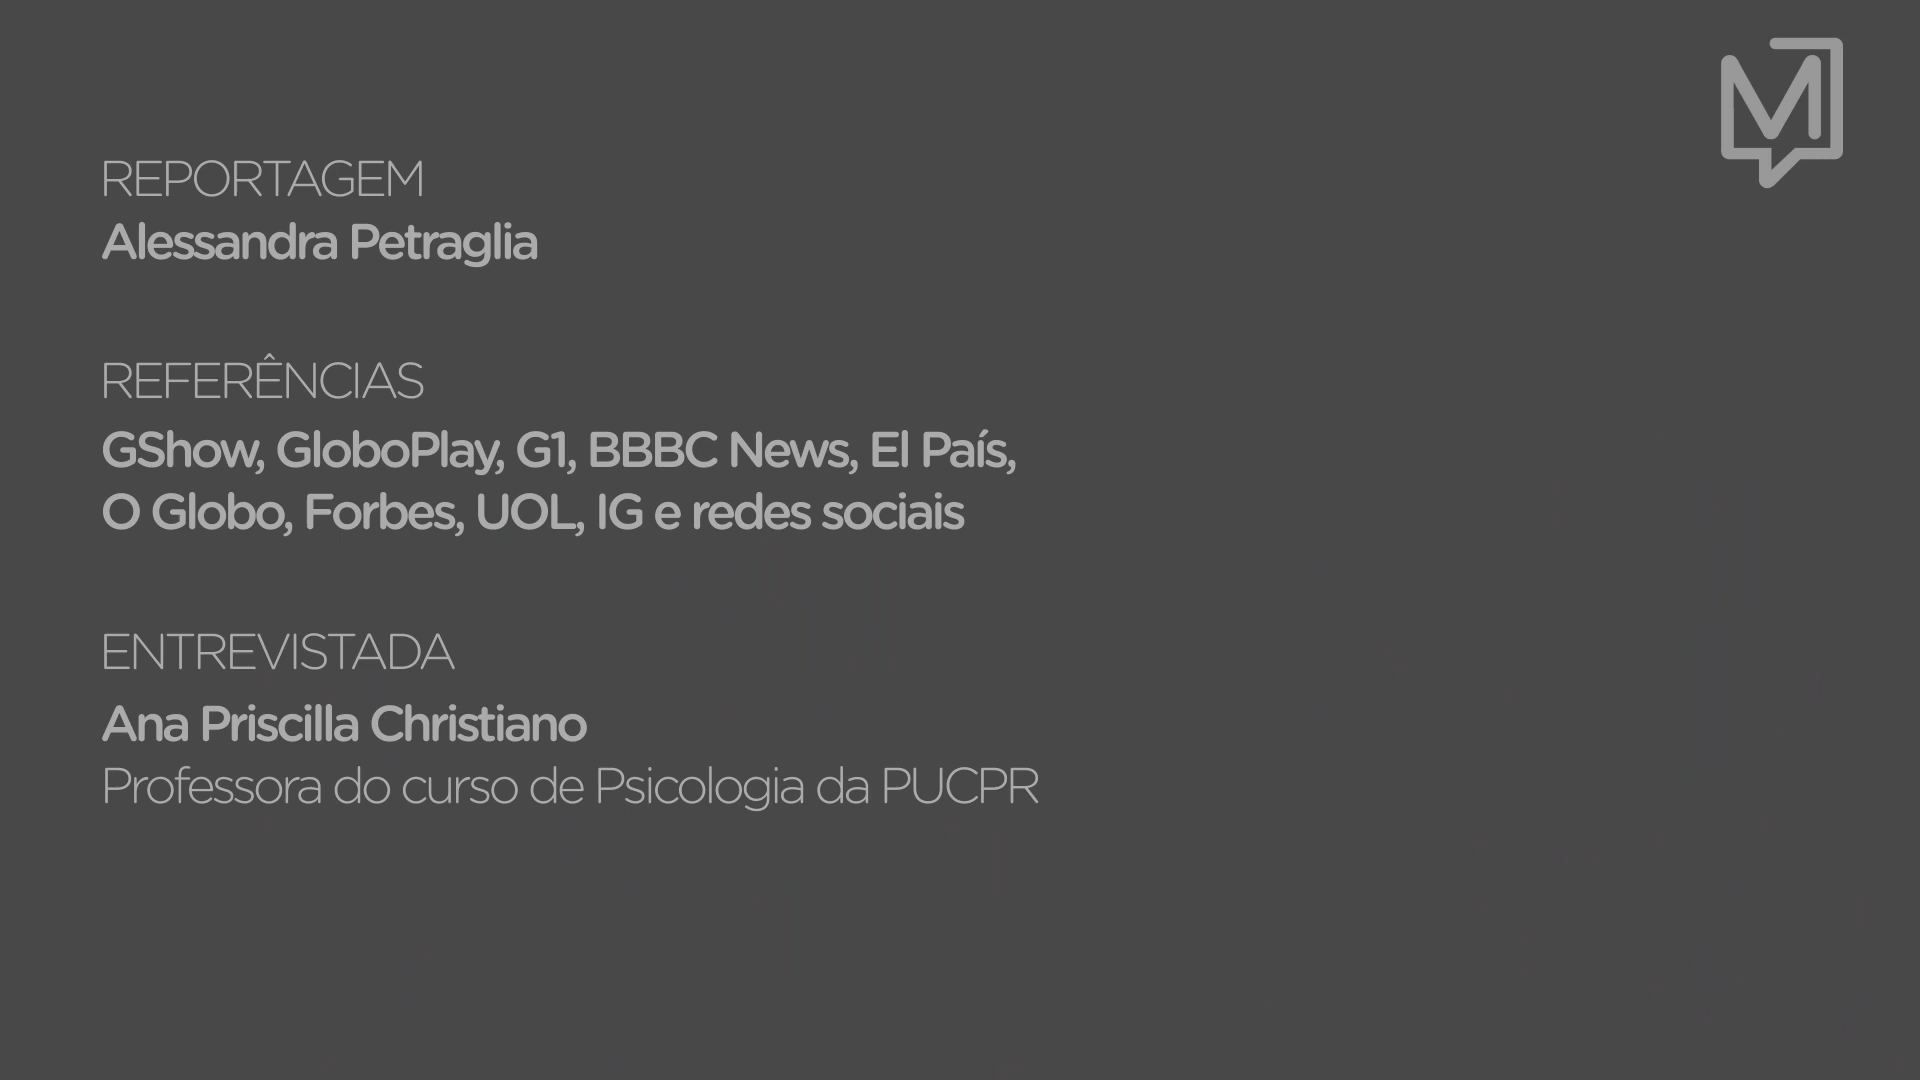 REPORTAGEM
Alessandra Petraglia
REFERÊNCIAS
GShow, GloboPlay, G1, BBBC News, El País,
O Globo, Forbes, UOL, IG e redes sociais
ENTREVISTADA
Ana Priscilla Christiano
Professora do curso de Psicologia da PUCPR